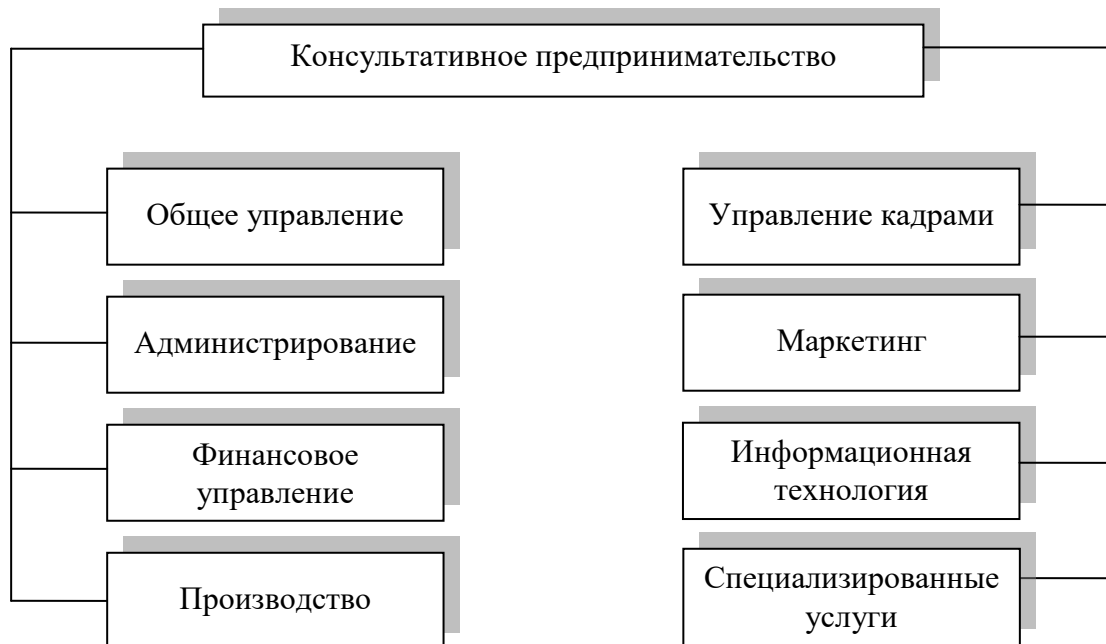 Консультативное предпринимательство
Общее управление
Управление кадрами
Администрирование
Маркетинг
Финансовое
управление
Информационная
технология
Производство
Специализированные
услуги